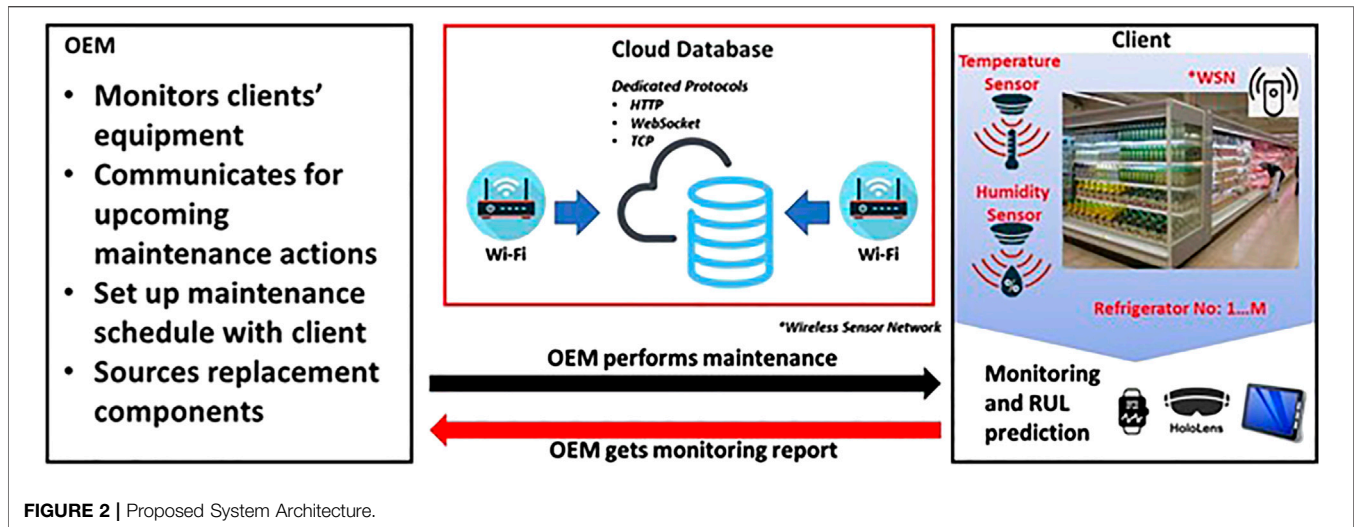 OEM
• Monitors clients'
equipment
• Communicates for
upcoming
maintenance actions
• Set up maintenance
schedule with client
• Sources replacement
components
Cloud Database
Dedicated Protocols
• HTTP
• WebSocket
• TCP
Wi-Fi
Wi-Fi
*Wireless Sensor Network
OEM performs maintenance
OEM gets monitoring report
Client
Temperature
Sensor
*WSN
Humidity
Sensor
%
Refrigerator No: 1...M
Monitoring
and RUL
prediction
HoloLens
FIGURE 2 | Proposed System Architecture.